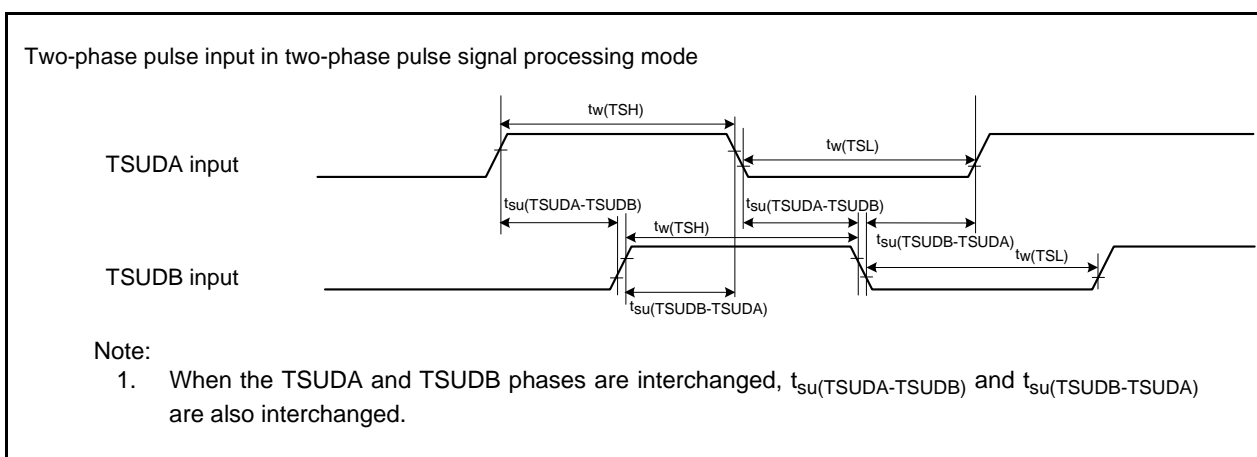 Two-phase pulse input in two-phase pulse signal processing mode
tw(TSH)
TSUDA input
tw(TSL)
tsu(TSUDA-TSUDB)
tsu(TSUDA-TSUDB)
tw(TSH)
tsu(TSUDB-TSUDA)
tw(TSL)
TSUDB input
tsu(TSUDB-TSUDA)
Note:
1. When the TSUDA and TSUDB phases are interchanged, tsu(TSUDA-TSUDB) and tsu(TSUDB-TSUDA)
are also interchanged.